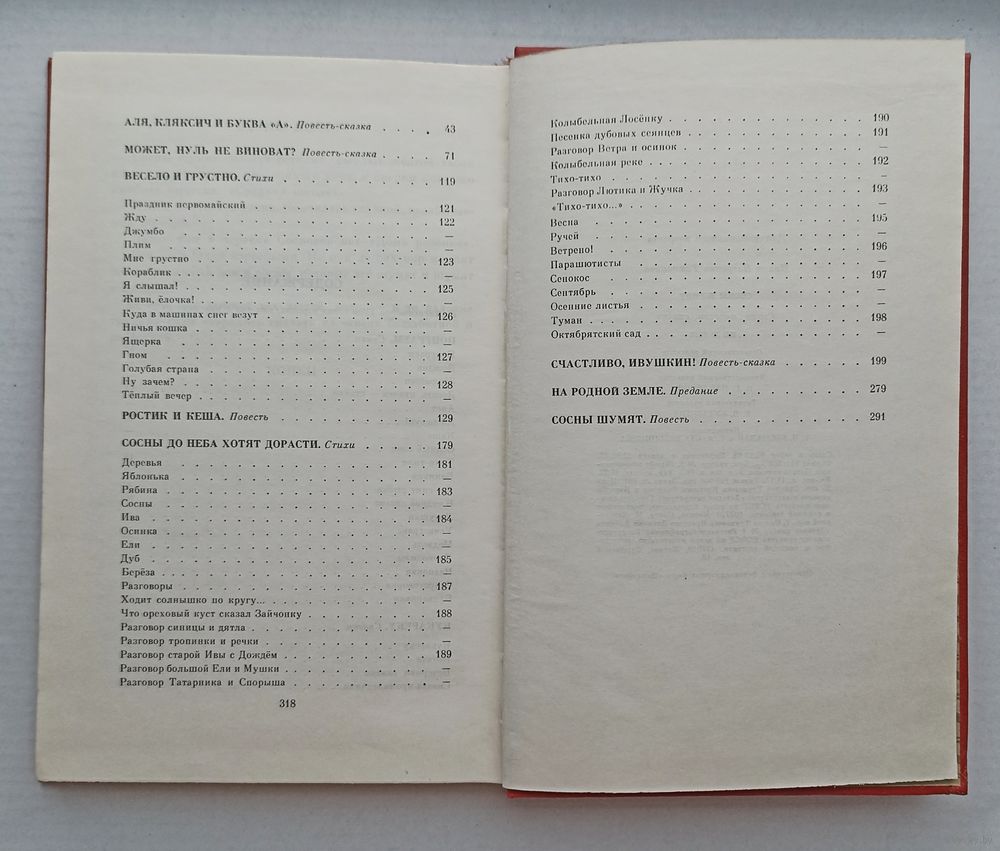 АЛЯ, КЛЯКСИЧ И БУКВА «А». Повесть-сказка . . . . 43
МОЖЕТ, НУЛЬ НЕ ВИНОВАТ? Повесть-сказка . . . . 71
ВЕСЕЛО И ГРУСТНО. Стихи . . . . . . . . . . 119
Праздник первомайский . . . . . . . . . . 121
Жду . . . . . . . . . . 122
Джумбо . . . . . . . . . . —
Плим . . . . . . . . . . —
Мне грустно . . . . . . . . . . 123
Кораблик . . . . . . . . . . —
Я слышал! . . . . . . . . . . 125
Живи, ёлочка! . . . . . . . . . . —
Куда в машинах снег везут . . . . . . . . . . 126
Ничья кошка . . . . . . . . . . —
Ящерка . . . . . . . . . . —
Гном . . . . . . . . . . 127
Голубая страна . . . . . . . . . . —
Ну зачем? . . . . . . . . . . 128
Тёплый вечер . . . . . . . . . . —
РОСТИК И КЕША. Повесть . . . . . . . . . . 129
СОСНЫ ДО НЕБА ХОТЯТ ДОРАСТИ. Стихи . . . . . 179
Деревья . . . . . . . . . . 181
Яблонька . . . . . . . . . . —
Рябина . . . . . . . . . . 183
Сосны . . . . . . . . . . —
Ива . . . . . . . . . . 184
Осинка . . . . . . . . . . —
Ели . . . . . . . . . . —
Дуб . . . . . . . . . . 185
Берёза . . . . . . . . . . —
Разговоры . . . . . . . . . . 187
Ходит солнышко по кругу... . . . . . . . . . . —
Что ореховый куст сказал Зайчонку . . . . . . . 188
Разговор синицы и дятла . . . . . . . . . . —
Разговор тропинки и речки . . . . . . . . . . —
Разговор старой Ивы с Дождём . . . . . . . . 189
Разговор большой Ели и Мушки . . . . . . . . —
Разговор Татарника и Спорыша . . . . . . . . —
318
Колыбельная Лосёнку . . . . . . . . . . 190
Песенка дубовых сеянцев . . . . . . . . . . 191
Разговор Ветра и осинок . . . . . . . . . . —
Колыбельная реке . . . . . . . . . . 192
Тихо-тихо . . . . . . . . . . —
Разговор Лютика и Жучка . . . . . . . . . . 193
«Тихо-тихо...» . . . . . . . . . . —
Весна . . . . . . . . . . 195
Ручей . . . . . . . . . . —
Ветрено! . . . . . . . . . . 196
Парашютисты . . . . . . . . . . —
Сенокос . . . . . . . . . . 197
Сентябрь . . . . . . . . . . —
Осенние листья . . . . . . . . . . —
Туман . . . . . . . . . . 198
Октябрятский сад . . . . . . . . . . —
СЧАСТЛИВО, ИВУШКИН! Повесть-сказка . . . . . . 199
НА РОДНОЙ ЗЕМЛЕ. Предание . . . . . . . . . 279
СОСНЫ ШУМЯТ. Повесть . . . . . . . . . . 291